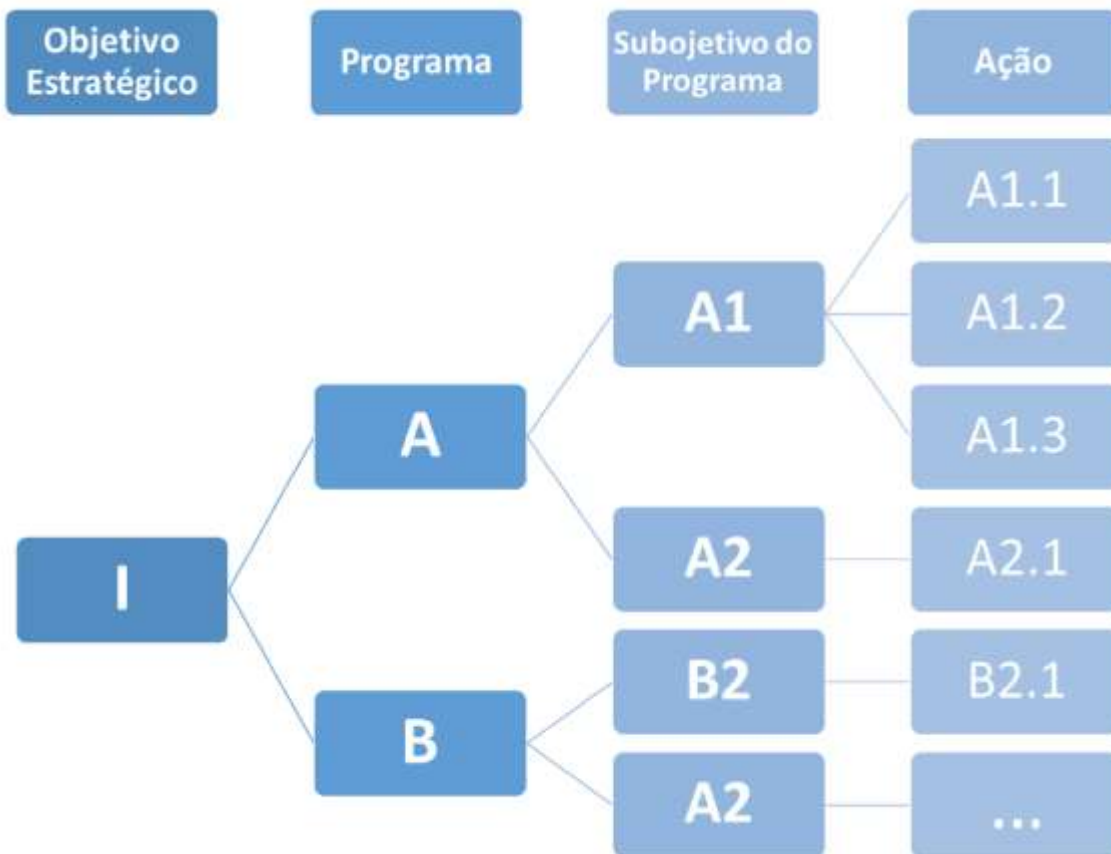 Objetivo
Estratégico
Programa
Subojetivo do
Programa
Ação
A1.1
A1
A1.2
A
A1.3
I
A2
A2.1
B2
B2.1
B
A2
...